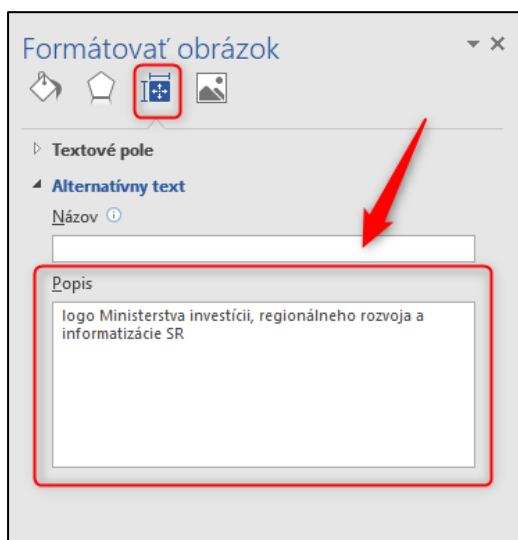 Formátovať obrázok
Textové pole
Alternatívny text
Názov
Popis
logo Ministerstva investícii, regionálneho rozvoja a
informatizácie SR